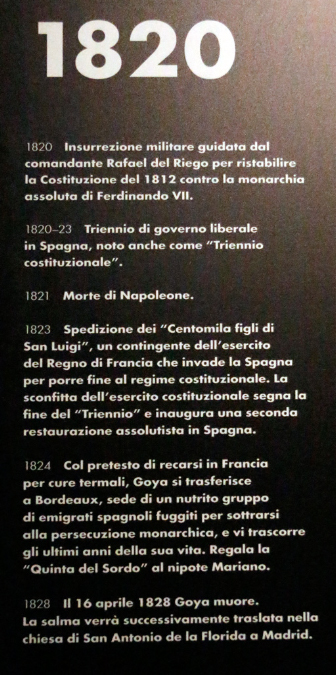 1820
1820 Insurrezione militare guidata dal
comandante Rafael del Riego per ristabilire
la Costituzione del 1812 contro la monarchia
assoluta di Ferdinando VII.
1820–23 Triennio di governo liberale
in Spagna, noto anche come "Triennio
costituzionale".
1821 Morte di Napoleone.
1823 Spedizione dei "Centomila figli di
San Luigi", un contingente dell'esercito
del Regno di Francia che invade la Spagna
per porre fine al regime costituzionale. La
sconfitta dell'esercito costituzionale segna la
fine del "Triennio" e inaugura una seconda
restaurazione assolutista in Spagna.
1824 Col pretesto di recarsi in Francia
per cure termali, Goya si trasferisce
a Bordeaux, sede di un nutrito gruppo
di emigrati spagnoli fuggiti per sottrarsi
alla persecuzione monarchica, e vi trascorre
gli ultimi anni della sua vita. Regala la
"Quinta del Sordo" al nipote Mariano.
1828 Il 16 aprile 1828 Goya muore.
La salma verrà successivamente traslata nella
chiesa di San Antonio de la Florida a Madrid.